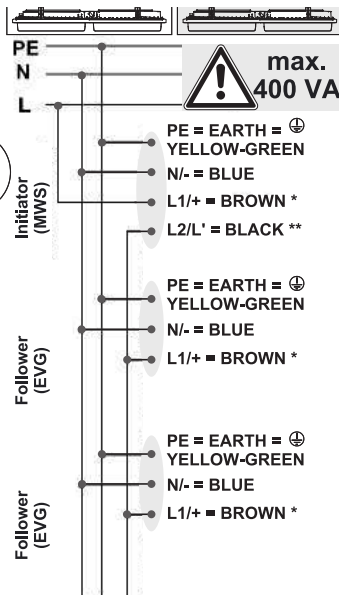 PE
N
L
max.
400 VA
Initiator
(MWS)
PE = EARTH = ⏚
YELLOW-GREEN
N/- = BLUE
L1/+ = BROWN *
L2/L' = BLACK **
Follower
(EVG)
PE = EARTH = ⏚
YELLOW-GREEN
N/- = BLUE
L1/+ = BROWN *
Follower
(EVG)
PE = EARTH = ⏚
YELLOW-GREEN
N/- = BLUE
L1/+ = BROWN *